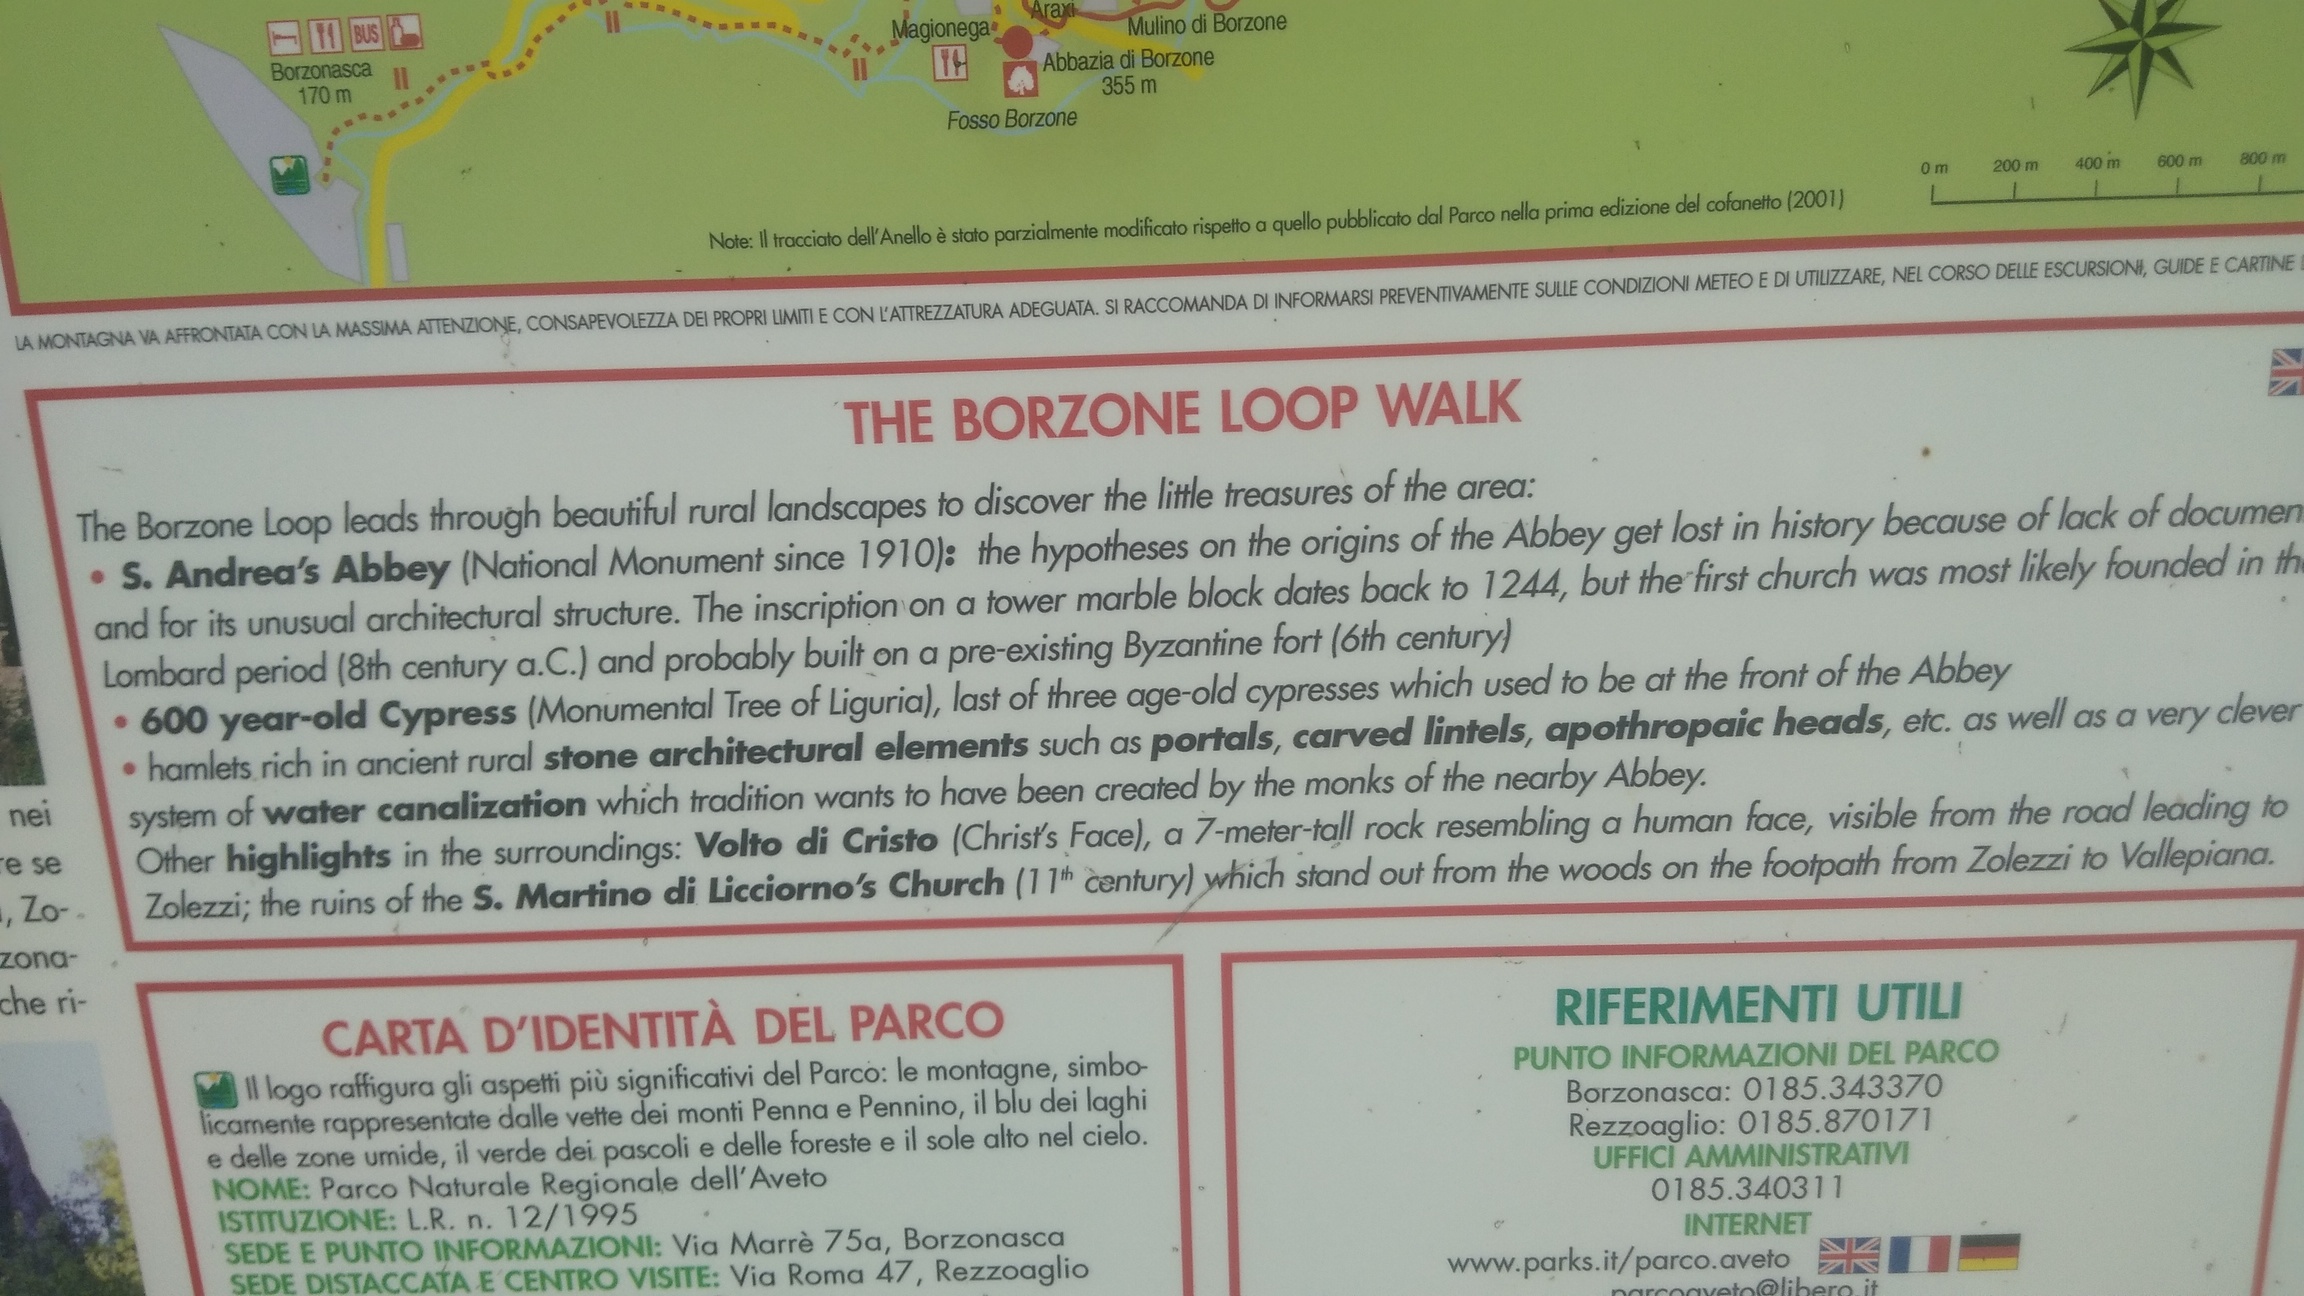 Araxi
Magionega
Mulino di Borzone
BUS
Borzonasca
170 m
Abbazia di Borzone
355 m
Fosso Borzone
0 m 200 m 400 m 600 m 800 m
Note: Il tracciato dell'Anello è stato parzialmente modificato rispetto a quello pubblicato dal Parco nella prima edizione del cofanetto (2001)
LA MONTAGNA VA AFFRONTATA CON LA MASSIMA ATTENZIONE, CONSAPEVOLEZZA DEI PROPRI LIMITI E CON L'ATTREZZATURA ADEGUATA. SI RACCOMANDA DI INFORMARSI PREVENTIVAMENTE SULLE CONDIZIONI METEO E DI UTILIZZARE, NEL CORSO DELLE ESCURSIONI, GUIDE E CARTINE
THE BORZONE LOOP WALK
The Borzone Loop leads through beautiful rural landscapes to discover the little treasures of the area:
• S. Andrea's Abbey (National Monument since 1910): the hypotheses on the origins of the Abbey get lost in history because of lack of documen
and for its unusual architectural structure. The inscription on a tower marble block dates back to 1244, but the first church was most likely founded in the
Lombard period (8th century a.C.) and probably built on a pre-existing Byzantine fort (6th century)
• 600 year-old Cypress (Monumental Tree of Liguria), last of three age-old cypresses which used to be at the front of the Abbey
• hamlets rich in ancient rural stone architectural elements such as portals, carved lintels, apothropaic heads, etc. as well as a very clever
system of water canalization which tradition wants to have been created by the monks of the nearby Abbey.
Other highlights in the surroundings: Volto di Cristo (Christ's Face), a 7-meter-tall rock resembling a human face, visible from the road leading to
Zolezzi; the ruins of the S. Martino di Licciorno's Church (11th century) which stand out from the woods on the footpath from Zolezzi to Vallepiana.
nei
re se
, Zo-
zona-
che ri-
CARTA D'IDENTITÀ DEL PARCO
Il logo raffigura gli aspetti più significativi del Parco: le montagne, simbo-
licamente rappresentate dalle vette dei monti Penna e Pennino, il blu dei laghi
e delle zone umide, il verde dei pascoli e delle foreste e il sole alto nel cielo.
NOME: Parco Naturale Regionale dell'Aveto
ISTITUZIONE: L.R. n. 12/1995
SEDE E PUNTO INFORMAZIONI: Via Marrè 75a, Borzonasca
SEDE DISTACCATA E CENTRO VISITE: Via Roma 47, Rezzoaglio
RIFERIMENTI UTILI
PUNTO INFORMAZIONI DEL PARCO
Borzonasca: 0185.343370
Rezzoaglio: 0185.870171
UFFICI AMMINISTRATIVI
0185.340311
INTERNET
www.parks.it/parco.aveto
parcoaveto@libero.it